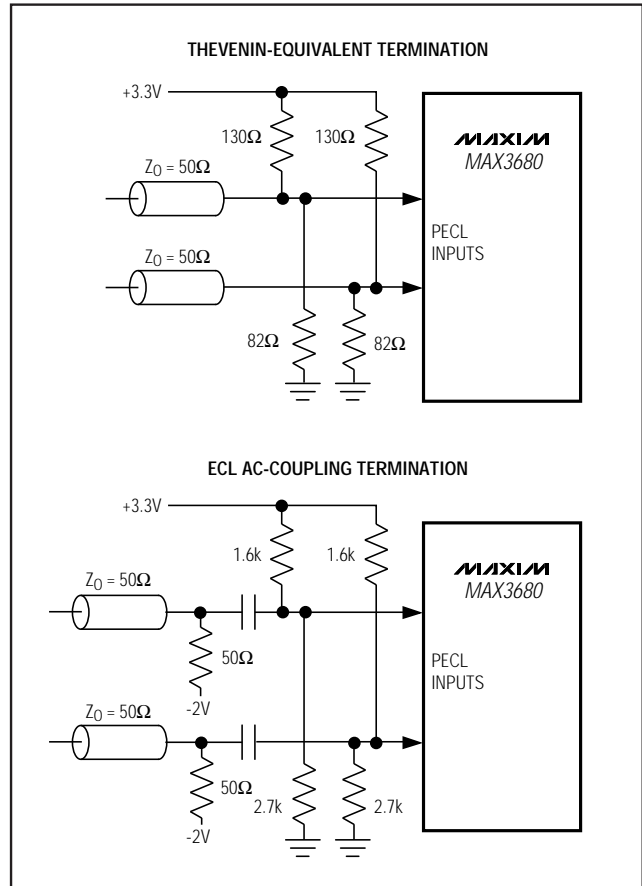 THEVENIN-EQUIVALENT TERMINATION
+3.3V
130Ω 130Ω
MAXIM
MAX3680
Z0 = 50Ω
PECL
INPUTS
Z0 = 50Ω
82Ω 82Ω
ECL AC-COUPLING TERMINATION
+3.3V
1.6k 1.6k
MAXIM
MAX3680
Z0 = 50Ω
50Ω
PECL
INPUTS
-2V
Z0 = 50Ω
50Ω
2.7k 2.7k
-2V